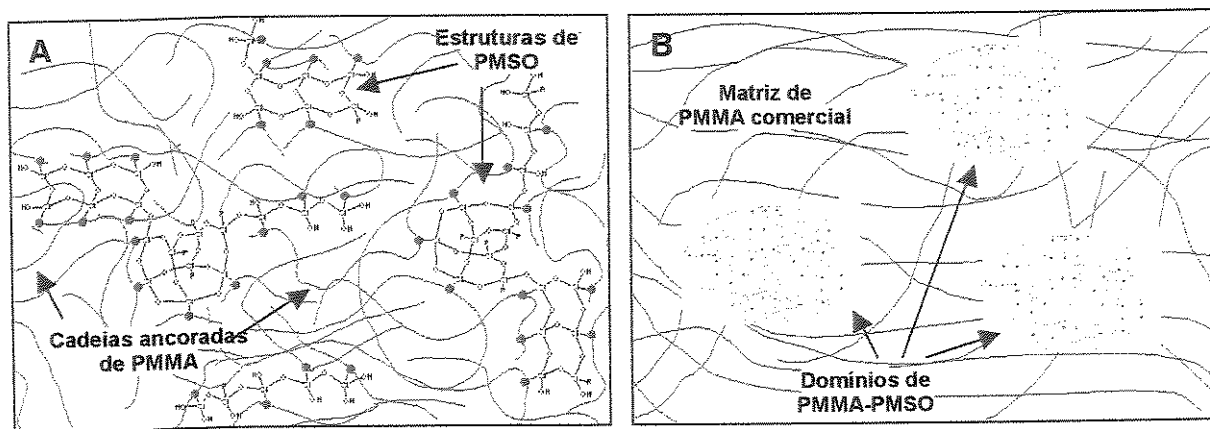 A
Estruturas de
PMSO
Cadeias ancoradas
de PMMA
B
Matriz de
PMMA comercial
Domínios de
PMMA-PMSO